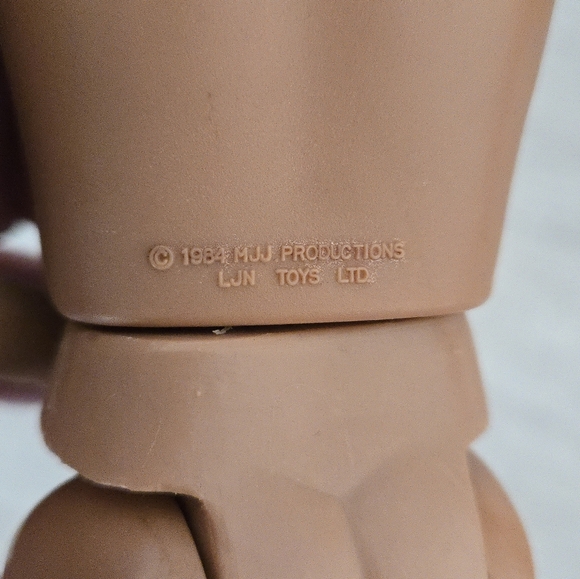 © 1984 MJJ PRODUCTIONS
LJN TOYS LTD.